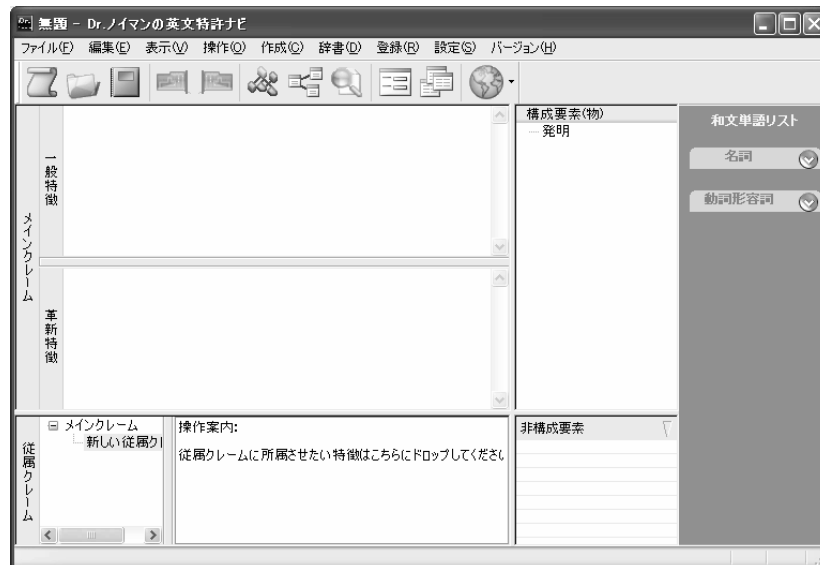 無題 - Dr.ノイマンの英文特許ナビ
ファイル(F) 編集(E) 表示(V) 操作(O) 作成(C) 辞書(D) 登録(R) 設定(S) バージョン(H)
メインクレーム
一般特徴
革新特徴
構成要素(物)
発明
和文単語リスト
名詞
動詞形容詞
従属クレーム
メインクレーム
新しい従属ク
操作案内:
従属クレームに所属させたい特徴はこちらにドロップしてください
非構成要素